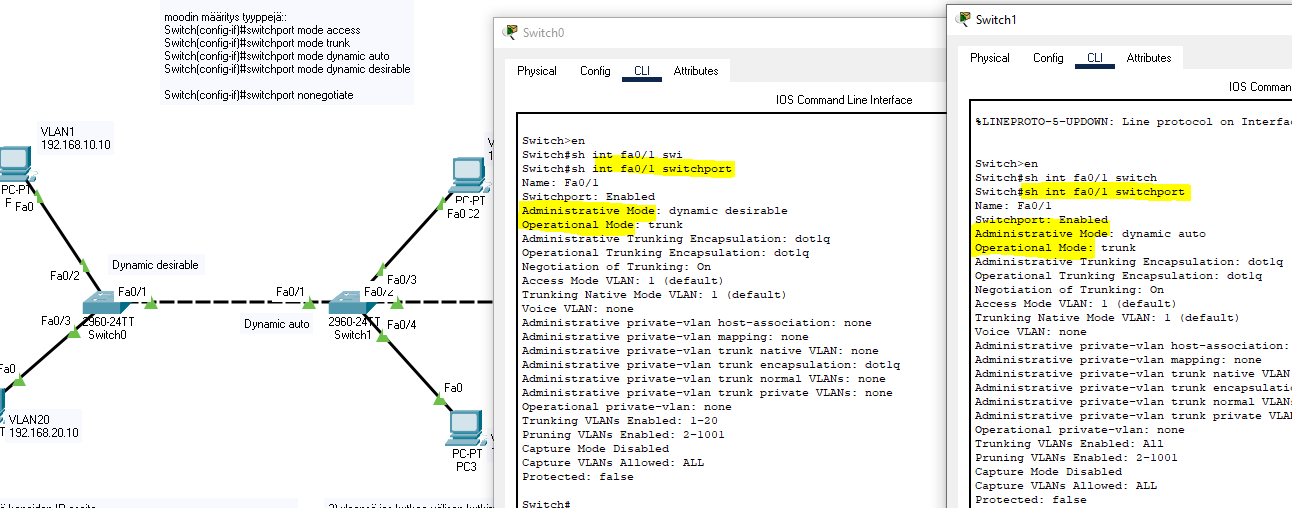 moodin määritys tyyppejä::
Switch(config-if)#switchport mode access
Switch(config-if)#switchport mode trunk
Switch(config-if)#switchport mode dynamic auto
Switch(config-if)#switchport mode dynamic desirable
Switch(config-if)#switchport nonegotiate
VLAN1
192.168.10.10
PC-PT
Fa0
PC-PT
Fa0
Fa0/2
Dynamic desirable
Fa0/1
Fa0/1
Fa0/3
Fa0/2
Fa0/3
2960-24TT
Switch0
Dynamic auto
2960-24TT
Switch1
Fa0/4
Fa0
VLAN20
192.168.20.10
Fa0
PC-PT
PC3
Switch0
Physical
Config
CLI
Attributes
IOS Command Line Interface
Switch>en
Switch#sh int fa0/1 swi
Switch#sh int fa0/1 switchport
Name: Fa0/1
Switchport: Enabled
Administrative Mode: dynamic desirable
Operational Mode: trunk
Administrative Trunking Encapsulation: dot1q
Operational Trunking Encapsulation: dot1q
Negotiation of Trunking: On
Access Mode VLAN: 1 (default)
Trunking Native Mode VLAN: 1 (default)
Voice VLAN: none
Administrative private-vlan host-association: none
Administrative private-vlan mapping: none
Administrative private-vlan trunk native VLAN: none
Administrative private-vlan trunk encapsulation: dot1q
Administrative private-vlan trunk normal VLANs: none
Administrative private-vlan trunk private VLANs: none
Operational private-vlan: none
Trunking VLANs Enabled: 1-20
Pruning VLANs Enabled: 2-1001
Capture Mode Disabled
Capture VLANs Allowed: ALL
Protected: false
Switch#
Switch1
Physical
Config
CLI
Attributes
IOS Comman
%LINEPROTO-5-UPDOWN: Line protocol on Interfa
Switch>en
Switch#sh int fa0/1 switch
Switch#sh int fa0/1 switchport
Name: Fa0/1
Switchport: Enabled
Administrative Mode: dynamic auto
Operational Mode: trunk
Administrative Trunking Encapsulation: dot1q
Operational Trunking Encapsulation: dot1q
Negotiation of Trunking: On
Access Mode VLAN: 1 (default)
Trunking Native Mode VLAN: 1 (default)
Voice VLAN: none
Administrative private-vlan host-association:
Administrative private-vlan mapping: none
Administrative private-vlan trunk native VLAN
Administrative private-vlan trunk encapsulati
Administrative private-vlan trunk normal VLAN
Administrative private-vlan trunk private VLA
Operational private-vlan: none
Trunking VLANs Enabled: All
Pruning VLANs Enabled: 2-1001
Capture Mode Disabled
Capture VLANs Allowed: ALL
Protected: false